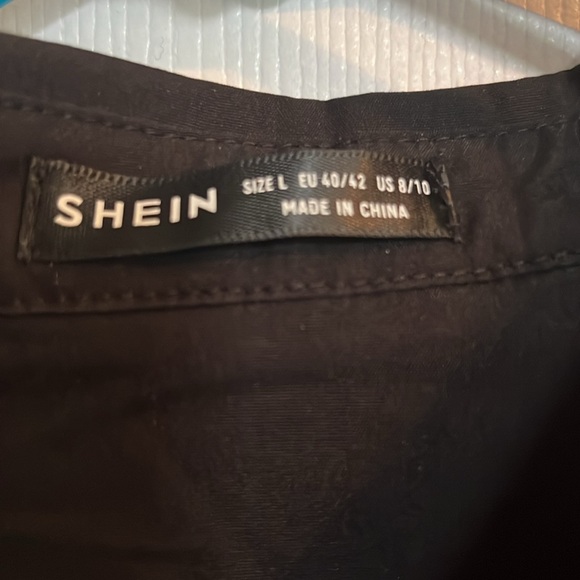 SHEIN
SIZE L EU 40/42 US 8/10
MADE IN CHINA